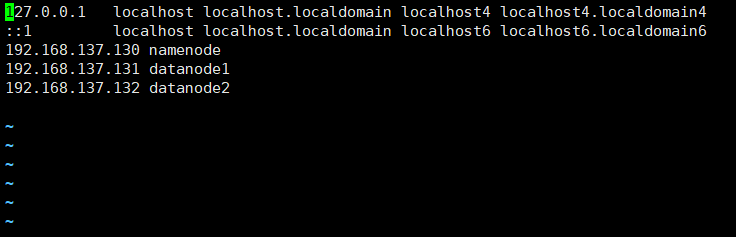 127.0.0.1   localhost localhost.localdomain localhost4 localhost4.localdomain4
::1         localhost localhost.localdomain localhost6 localhost6.localdomain6
192.168.137.130 namenode
192.168.137.131 datanode1
192.168.137.132 datanode2

~
~
~
~
~
~